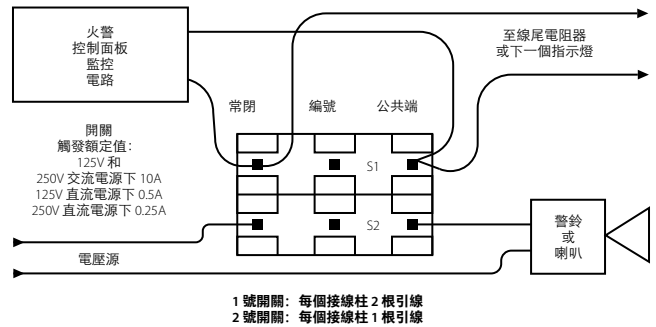 火警
控制面板
監控
電路
至線尾電阻器
或下一個指示燈
常閉
編號
公共端
開關
觸發額定值：
125V 和
250V 交流電源下 10A
125V 直流電源下 0.5A
250V 直流電源下 0.25A
S1
S2
電壓源
警鈴
或
喇叭
1 號開關：每個接線柱 2 根引線
2 號開關：每個接線柱 1 根引線